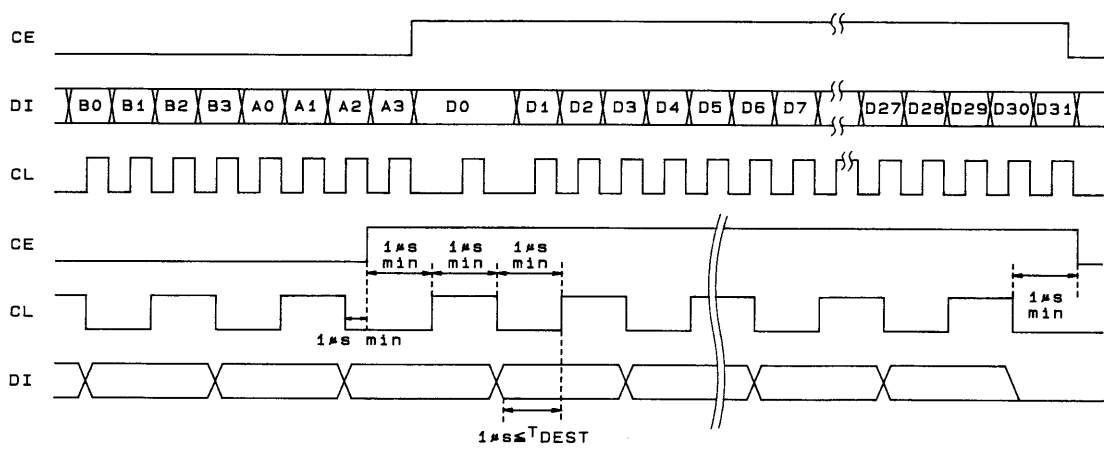 CE
DI B0 B1 B2 B3 A0 A1 A2 A3 D0 D1 D2 D3 D4 D5 D6 D7 D27 D28 D29 D30 D31
CL
CE
1μs min 1μs min 1μs min
1μs min
CL
1μs min
DI
1μs≦TDEST